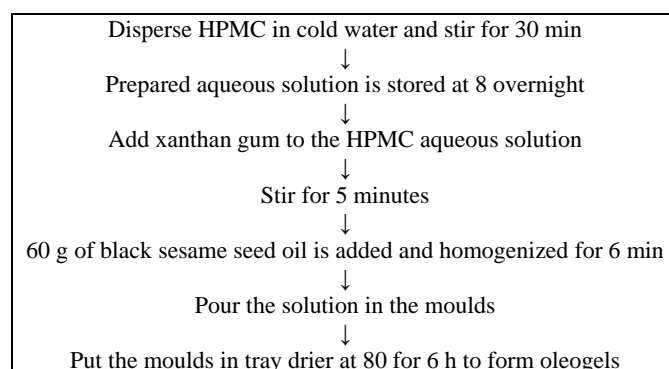 Disperse HPMC in cold water and stir for 30 min
↓
Prepared aqueous solution is stored at 8 overnight
↓
Add xanthan gum to the HPMC aqueous solution
↓
Stir for 5 minutes
↓
60 g of black sesame seed oil is added and homogenized for 6 min
↓
Pour the solution in the moulds
↓
Put the moulds in tray drier at 80 for 6 h to form oleogels